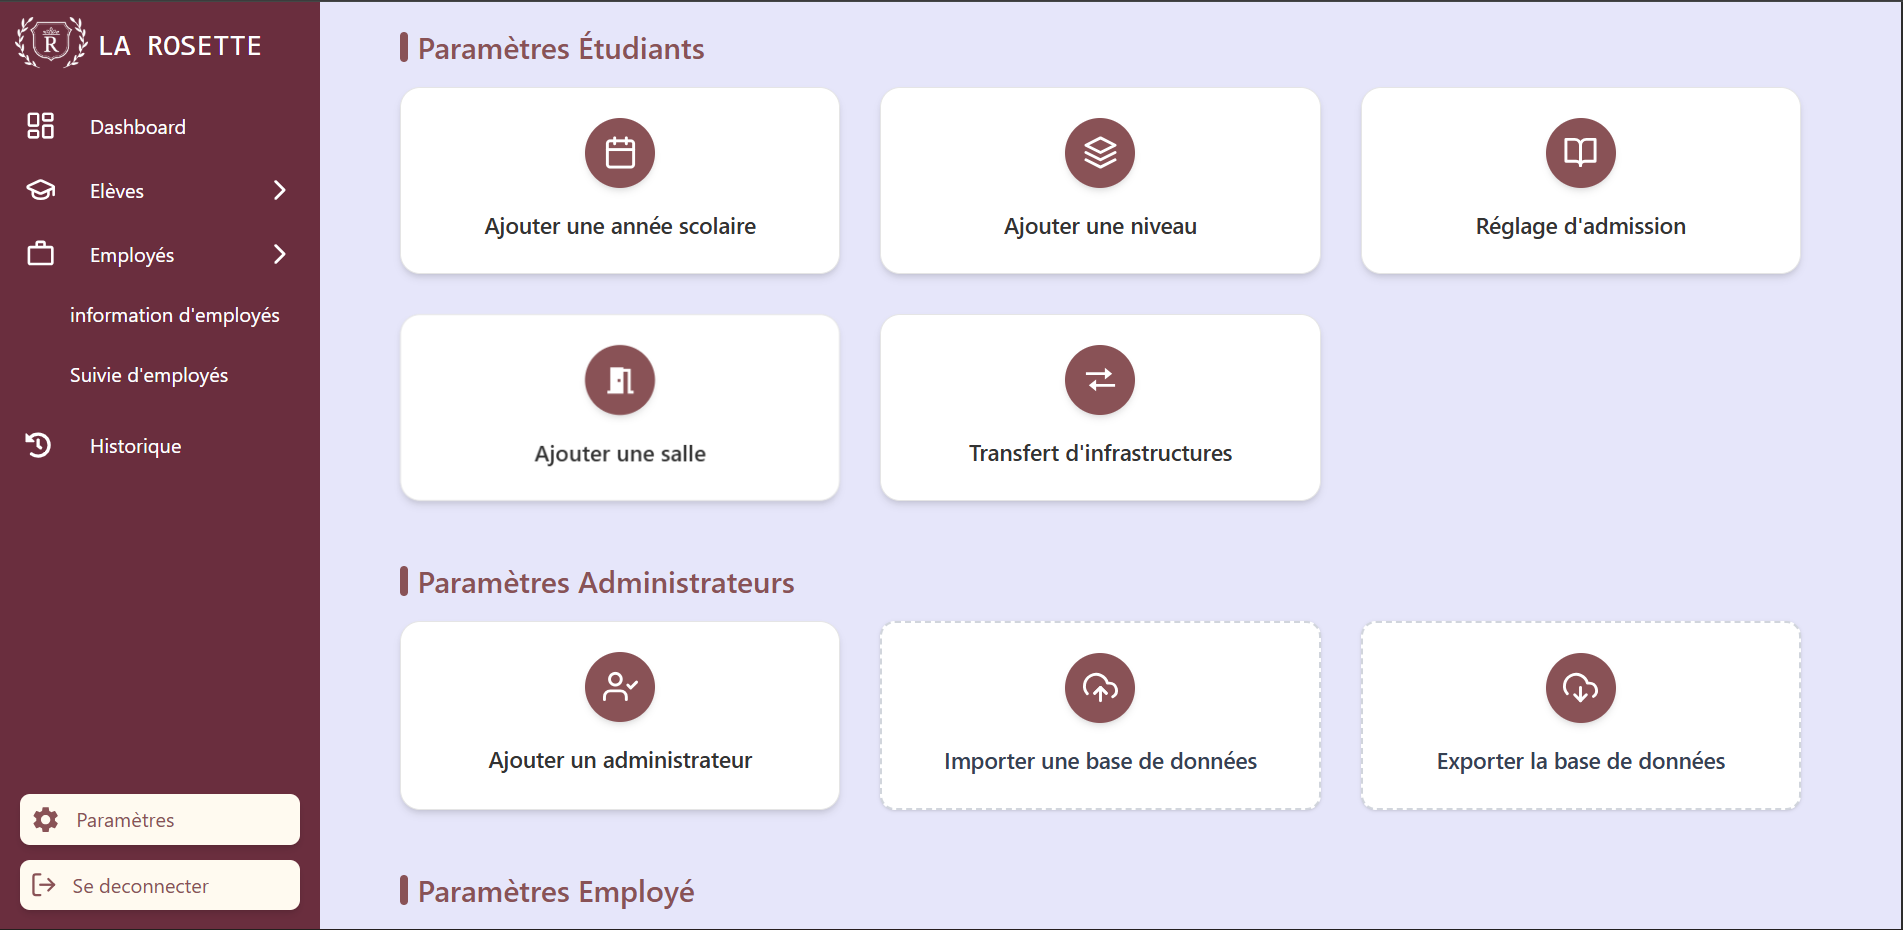 R
LA ROSETTE
Dashboard
Elèves
Employés
information d'employés
Suivie d'employés
Historique
Paramètres
Se deconnecter
Paramètres Étudiants
Ajouter une année scolaire
Ajouter une niveau
Réglage d'admission
Ajouter une salle
Transfert d'infrastructures
Paramètres Administrateurs
Ajouter un administrateur
Importer une base de données
Exporter la base de données
Paramètres Employé